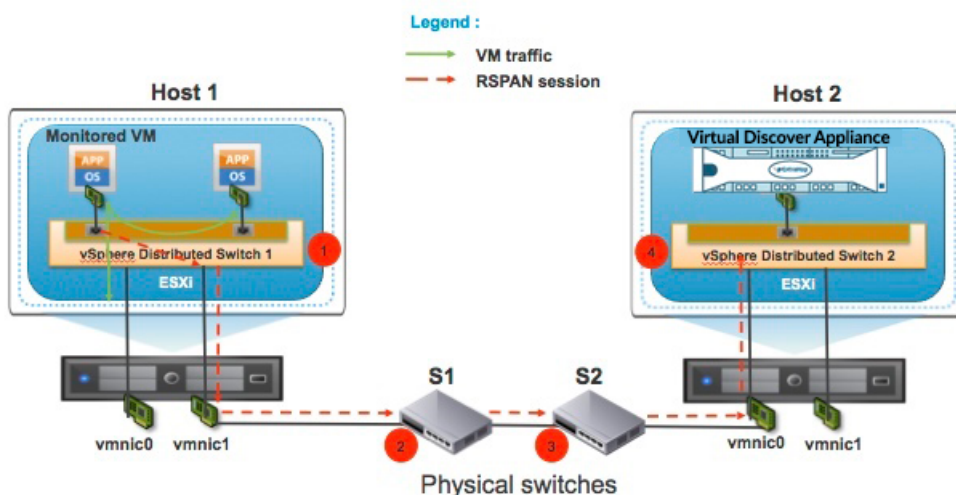 Legend :
VM traffic
RSPAN session
Host 1
Host 2
Monitored VM
APP
OS
APP
OS
Virtual Discover Appliance
vSphere Distributed Switch 1
1
ESXi
4
vSphere Distributed Switch 2
ESXi
S1
S2
vmnic0
vmnic1
2
3
vmnic0
vmnic1
Physical switches